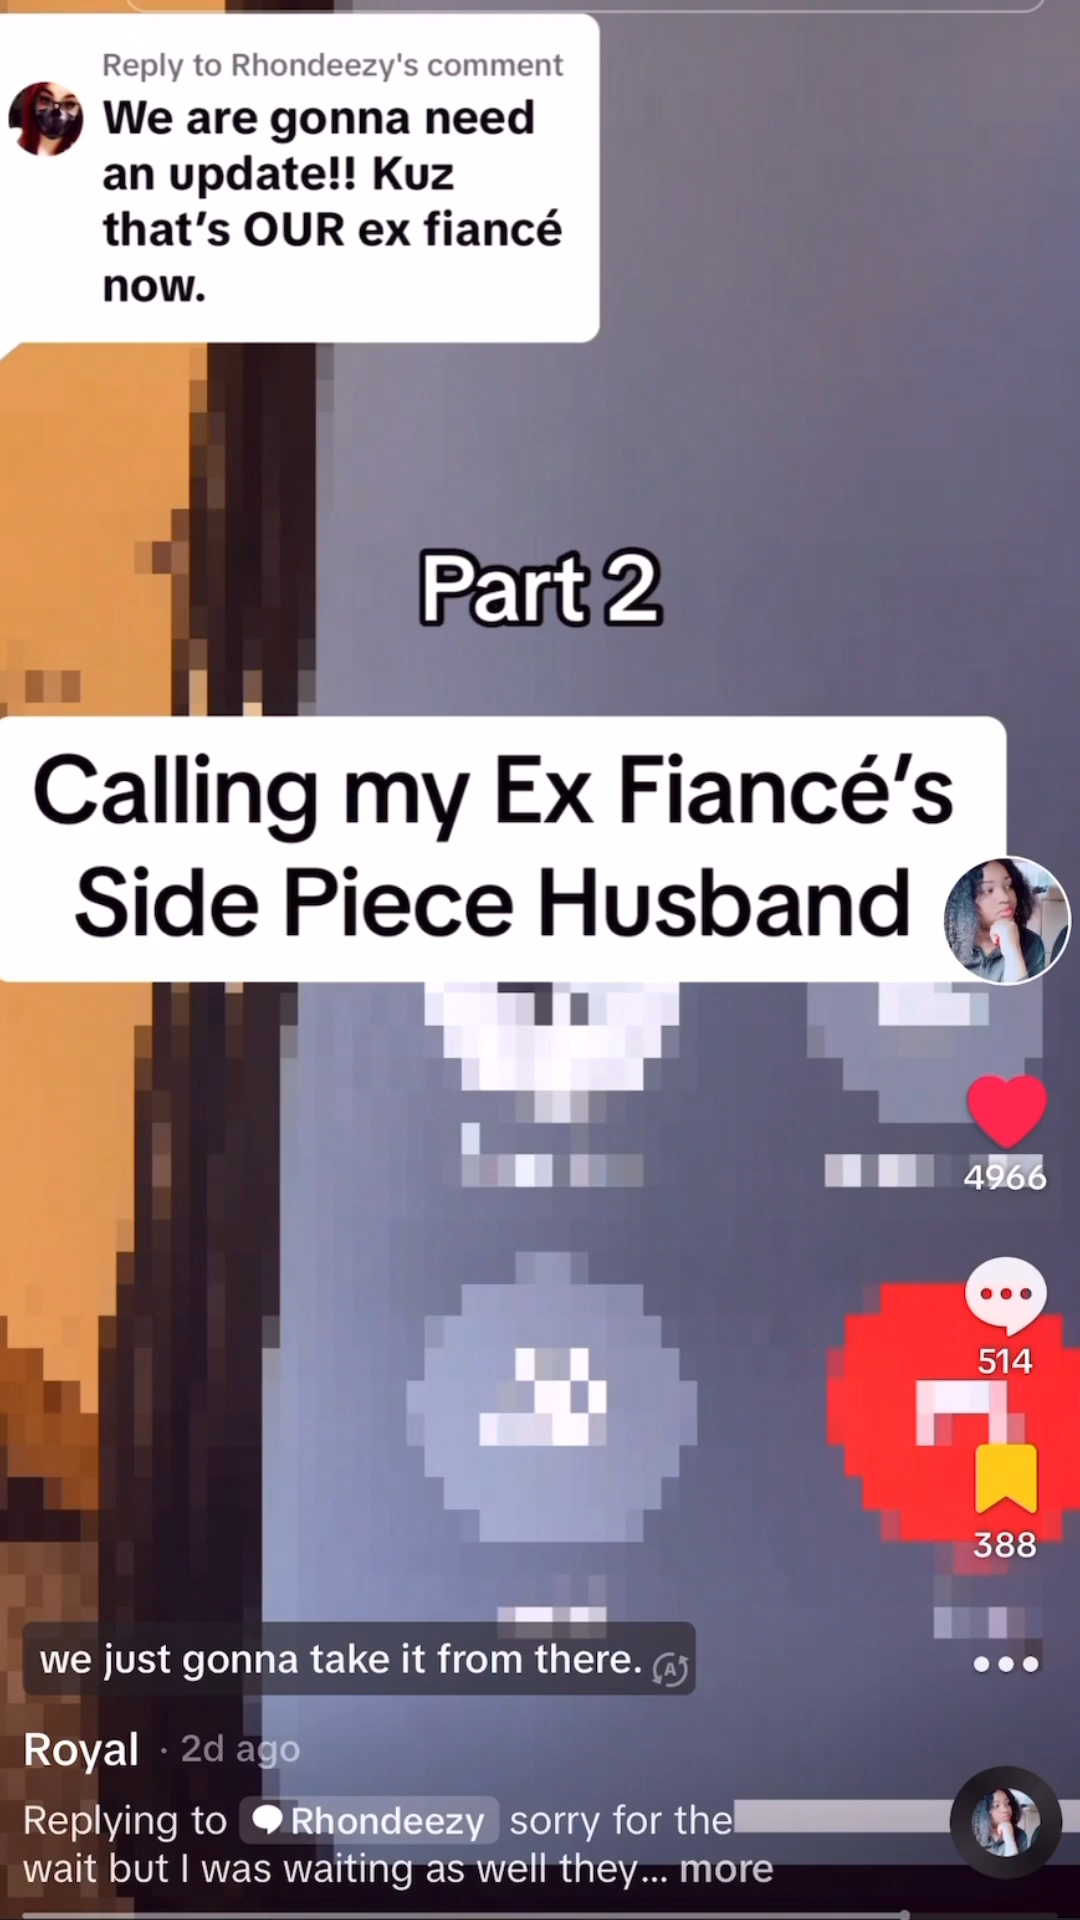 Reply to Rhondeezy's comment
We are gonna need
an update!! Kuz
that’s OUR ex fiancé
now.
Part 2
Calling my Ex Fiancé’s
Side Piece Husband
4966
514
388
we just gonna take it from there.
Royal · 2d ago
Replying to Rhondeezy sorry for the
wait but I was waiting as well they... more